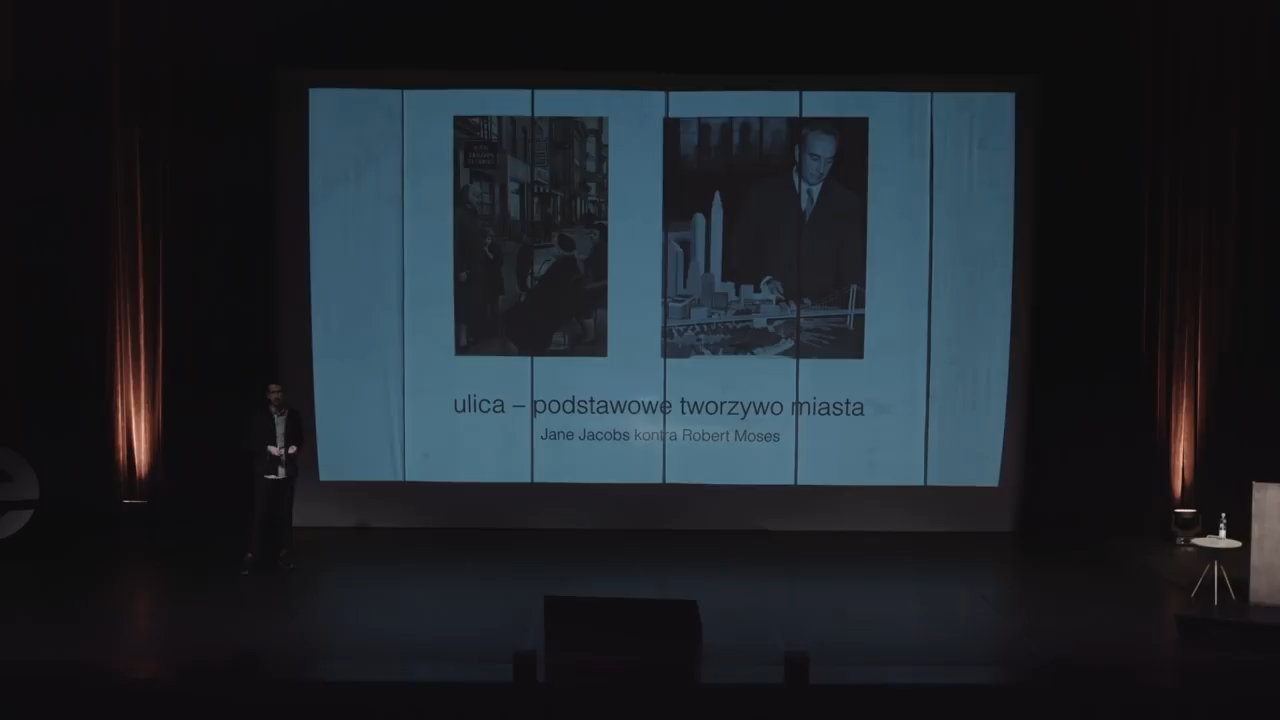 ulica – podstawowe tworzywo miasta
Jane Jacobs kontra Robert Moses